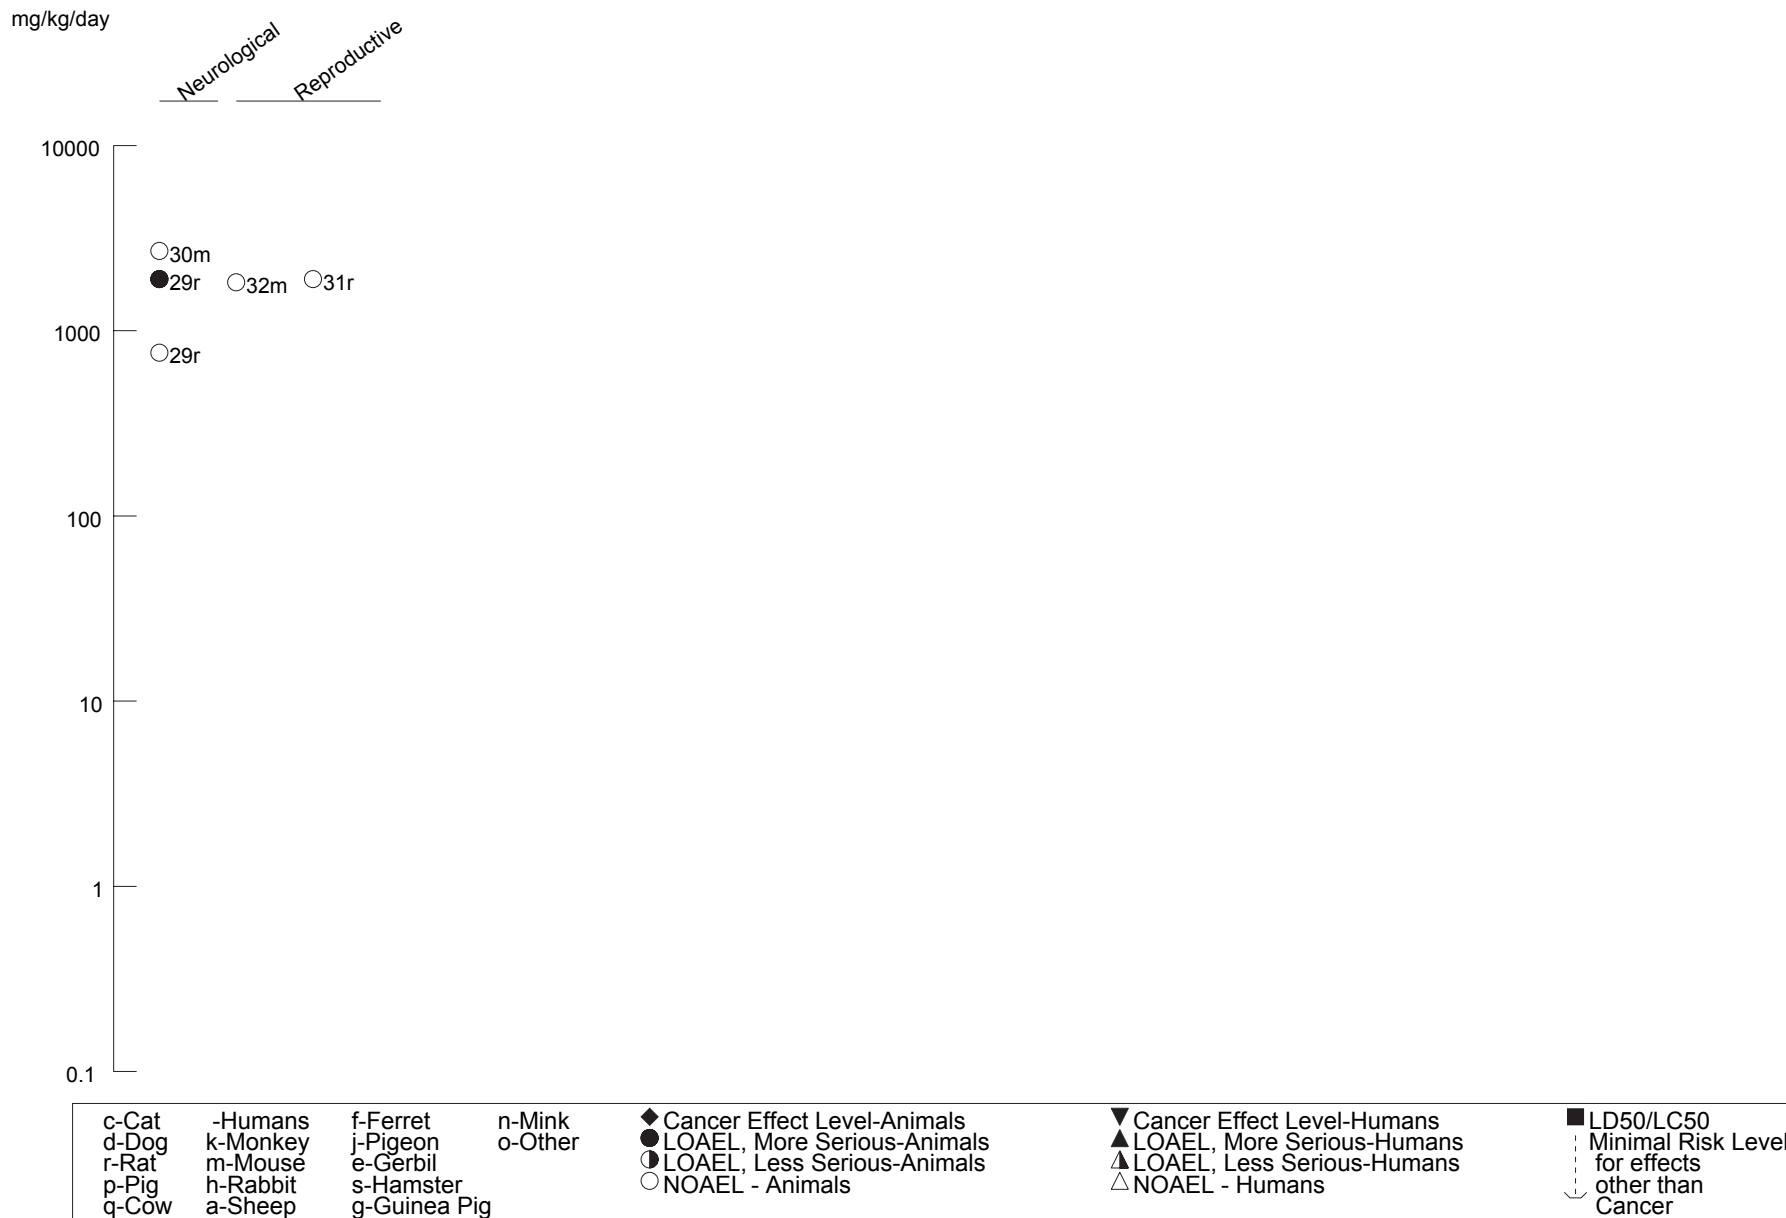 mg/kg/day
Neurological
Reproductive
10000
30m
29r
32m
31r
1000
29r
100
10
1
0.1
c-Cat -Humans f-Ferret n-Mink
d-Dog k-Monkey j-Pigeon o-Other
r-Rat m-Mouse e-Gerbil
p-Pig h-Rabbit s-Hamster
q-Cow a-Sheep g-Guinea Pig
Cancer Effect Level-Animals
LOAEL, More Serious-Animals
LOAEL, Less Serious-Animals
NOAEL - Animals
Cancer Effect Level-Humans
LOAEL, More Serious-Humans
LOAEL, Less Serious-Humans
NOAEL - Humans
LD50/LC50
Minimal Risk Level
for effects
other than
Cancer